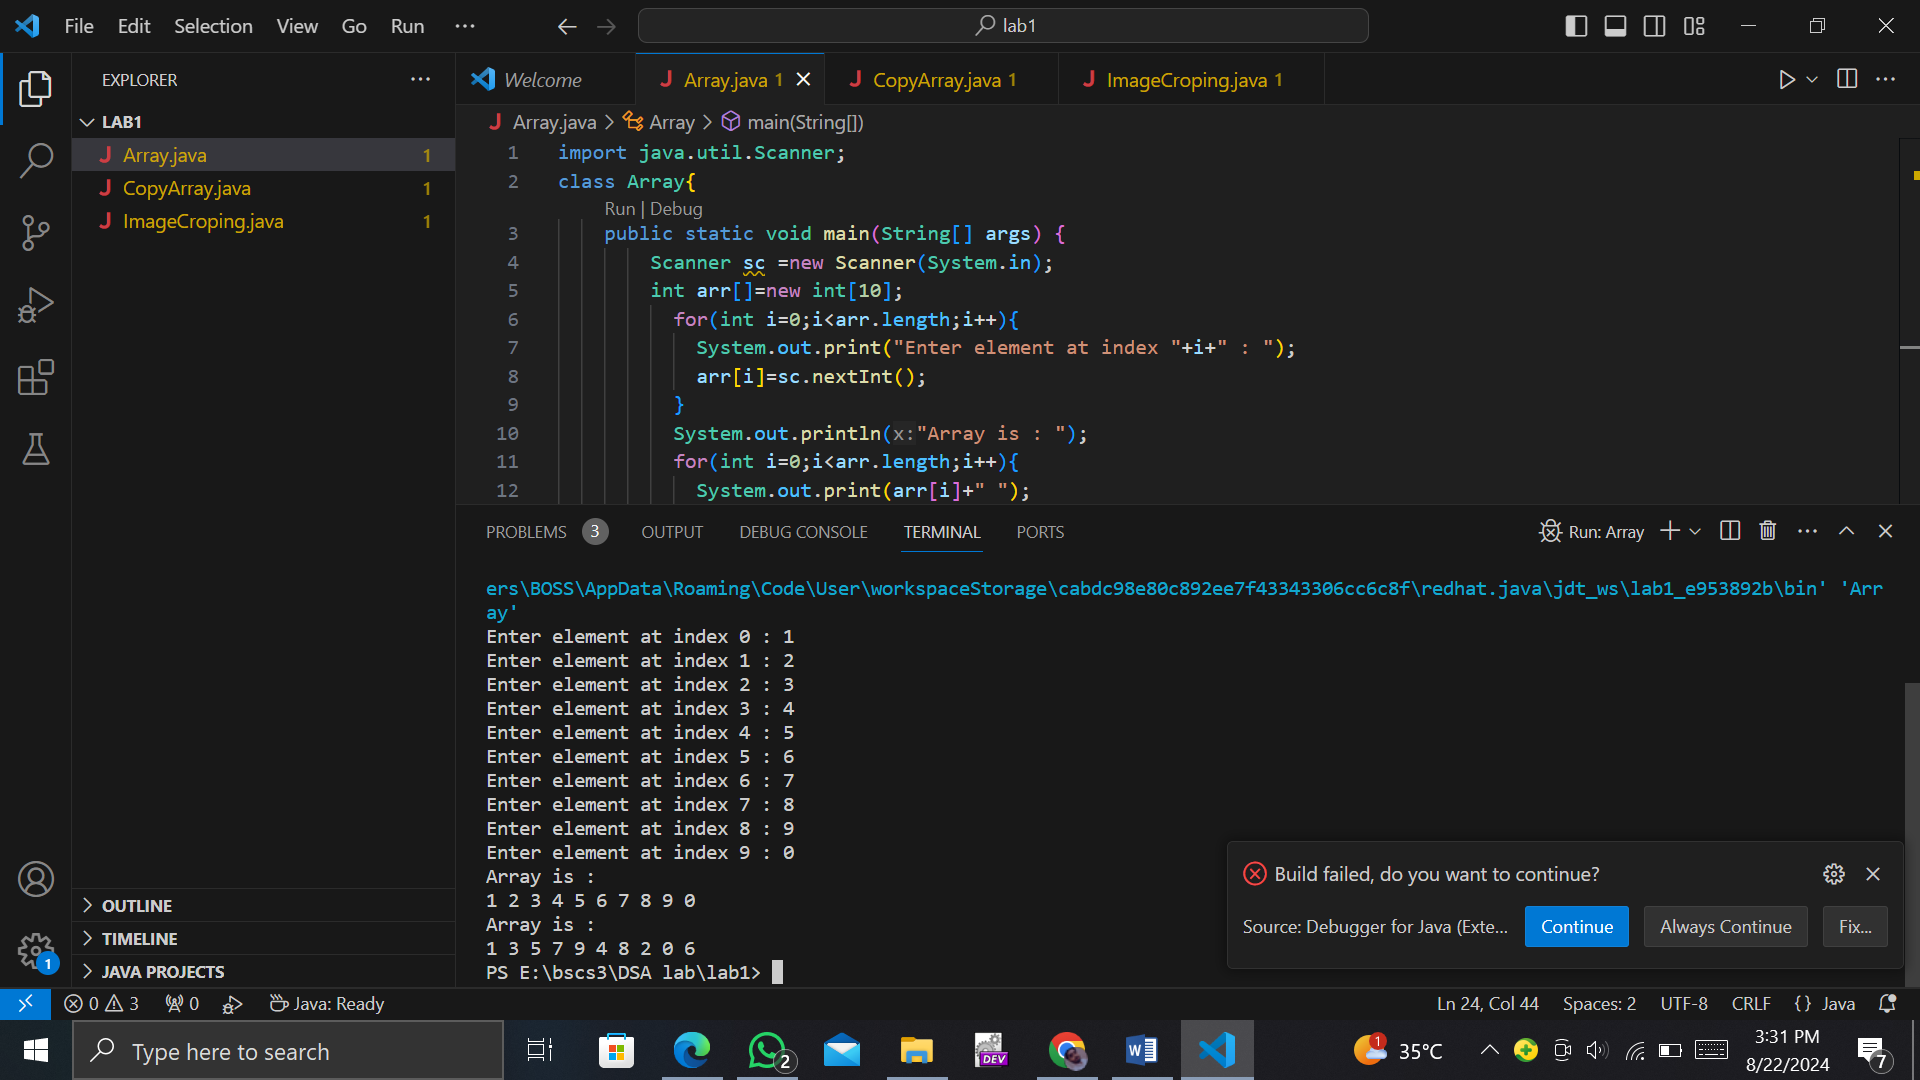 File Edit Selection View Go Run ···
lab1
EXPLORER ···
Welcome
Array.java 1
CopyArray.java 1
ImageCroping.java 1
LAB1
Array.java 1
CopyArray.java 1
ImageCroping.java 1
Array.java > Array > main(String[])
1 import java.util.Scanner;
2 class Array{
Run | Debug
3 public static void main(String[] args) {
4 Scanner sc =new Scanner(System.in);
5 int arr[]=new int[10];
6 for(int i=0;i<arr.length;i++){
7 System.out.print("Enter element at index "+i+" : ");
8 arr[i]=sc.nextInt();
9 }
10 System.out.println(x:"Array is : ");
11 for(int i=0;i<arr.length;i++){
12 System.out.print(arr[i]+" ");
PROBLEMS 3 OUTPUT DEBUG CONSOLE TERMINAL PORTS
Run: Array
ers\BOSS\AppData\Roaming\Code\User\workspaceStorage\cabdc98e80c892ee7f43343306cc6c8f\redhat.java\jdt_ws\lab1_e953892b\bin' 'Arr
ay'
Enter element at index 0 : 1
Enter element at index 1 : 2
Enter element at index 2 : 3
Enter element at index 3 : 4
Enter element at index 4 : 5
Enter element at index 5 : 6
Enter element at index 6 : 7
Enter element at index 7 : 8
Enter element at index 8 : 9
Enter element at index 9 : 0
Array is :
1 2 3 4 5 6 7 8 9 0
Array is :
1 3 5 7 9 4 8 2 0 6
PS E:\bscs3\DSA lab\lab1>
Build failed, do you want to continue?
Source: Debugger for Java (Exte...
Continue
Always Continue
Fix...
OUTLINE
TIMELINE
JAVA PROJECTS
1
0 3 0 Java: Ready
Ln 24, Col 44 Spaces: 2 UTF-8 CRLF {} Java
Type here to search
2
DEV
1
35°C
3:31 PM
8/22/2024
7